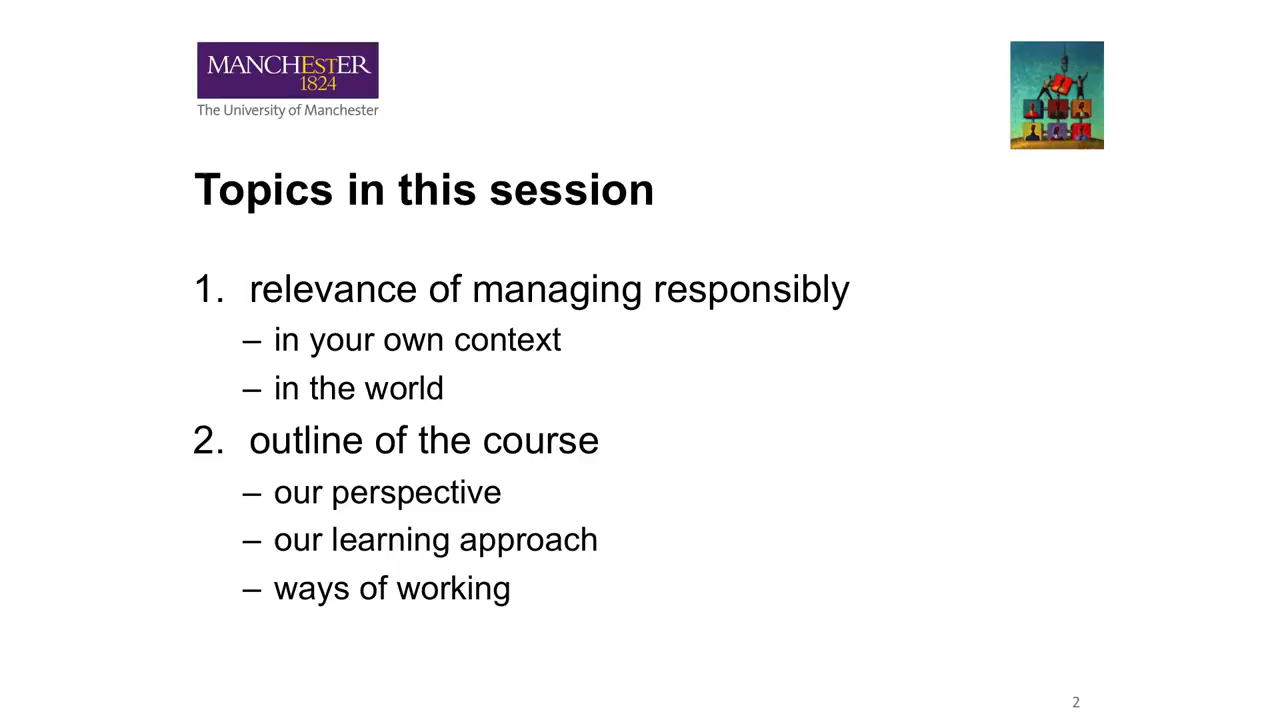 MANCHESTER
1824
The University of Manchester
Topics in this session
1. relevance of managing responsibly
– in your own context
– in the world
2. outline of the course
– our perspective
– our learning approach
– ways of working
2